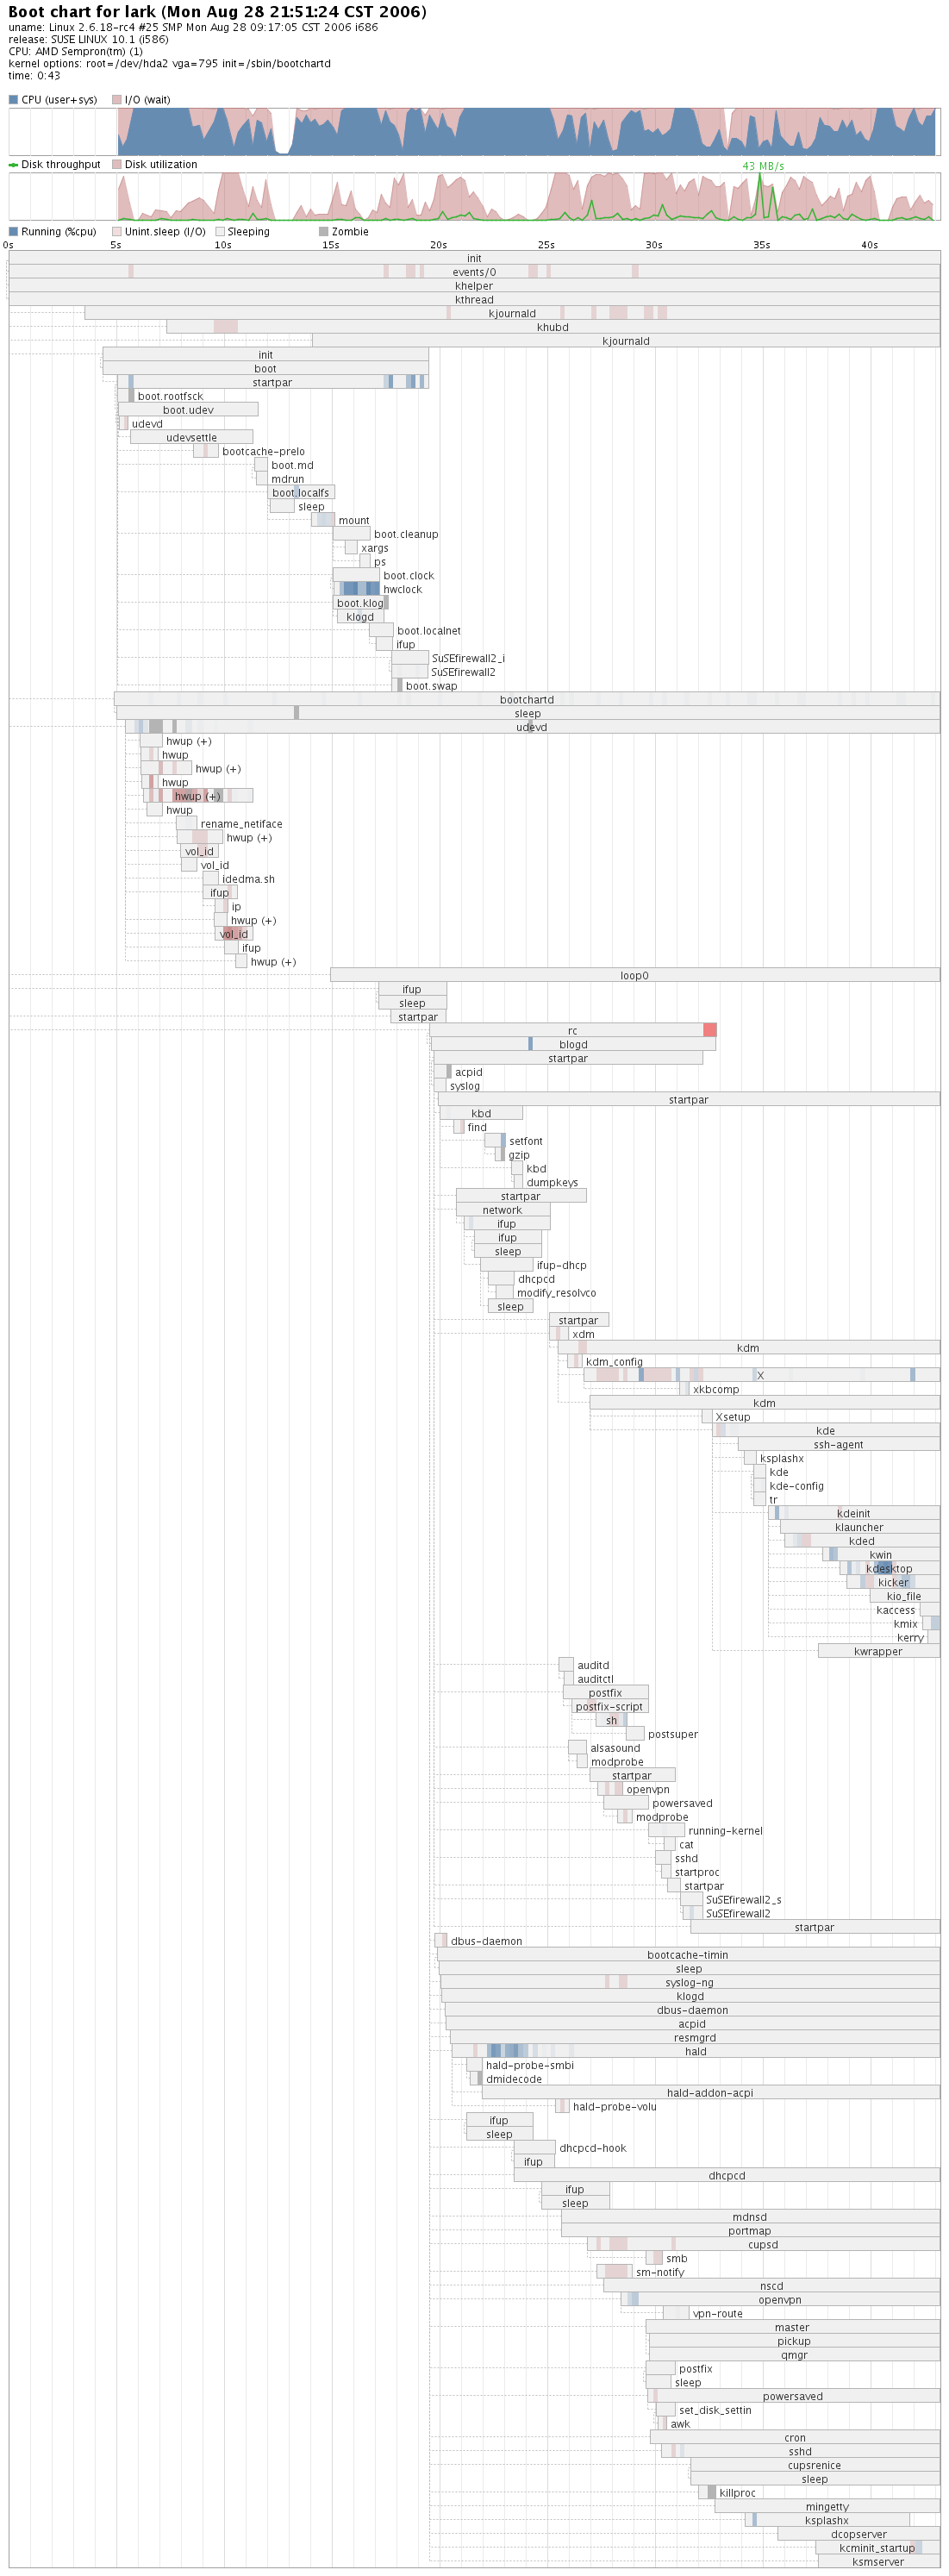 Boot chart for lark (Mon Aug 28 21:51:24 CST 2006)
uname: Linux 2.6.18-rc4 #25 SMP Mon Aug 28 09:17:05 CST 2006 i686
release: SUSE LINUX 10.1 (i586)
CPU: AMD Sempron(tm) (1)
kernel options: root=/dev/hda2 vga=795 init=/sbin/bootchartd
time: 0:43
CPU (user+sys) I/O (wait)
Disk throughput Disk utilization 43 MB/s
Running (%cpu) Unint.sleep (I/O) Sleeping Zombie
0s 5s 10s 15s 20s 25s 30s 35s 40s
init
events/0
khelper
kthread
kjournald
khubd
kjournald
init
boot
startpar
boot.rootfsck
boot.udev
udevd
udevsettle
bootcache-prelo
boot.md
mdrun
boot.localfs
sleep
mount
boot.cleanup
xargs
ps
boot.clock
hwclock
boot.klog
klogd
boot.localnet
ifup
SuSEfirewall2_i
SuSEfirewall2
boot.swap
bootchartd
sleep
udevd
hwup (+)
hwup
hwup (+)
hwup
hwup (+)
hwup
rename_netiface
hwup (+)
vol_id
vol_id
idedma.sh
ifup
ip
hwup (+)
vol_id
ifup
hwup (+)
loop0
ifup
sleep
startpar
rc
blogd
startpar
acpid
syslog
startpar
kbd
find
setfont
gzip
kbd
dumpkeys
startpar
network
ifup
ifup
sleep
ifup-dhcp
dhcpcd
modify_resolvco
sleep
startpar
xdm
kdm
kdm_config
X
xkbcomp
kdm
Xsetup
kde
ssh-agent
ksplashx
kde
kde-config
tr
kdeinit
klauncher
kded
kwin
kdesktop
kicker
kio_file
kaccess
kmix
kerry
kwrapper
auditd
auditctl
postfix
postfix-script
sh
postsuper
alsasound
modprobe
startpar
openvpn
powersaved
modprobe
running-kernel
cat
sshd
startproc
startpar
SuSEfirewall2_s
SuSEfirewall2
startpar
dbus-daemon
bootcache-timin
sleep
syslog-ng
klogd
dbus-daemon
acpid
resmgrd
hald
hald-probe-smbi
dmidecode
hald-addon-acpi
hald-probe-volu
ifup
sleep
dhcpcd-hook
ifup
dhcpcd
ifup
sleep
mdnsd
portmap
cupsd
smb
sm-notify
nscd
openvpn
vpn-route
master
pickup
qmgr
postfix
sleep
powersaved
set_disk_settin
awk
cron
sshd
cupsrenice
sleep
killproc
mingetty
ksplashx
dcopserver
kcminit_startup
ksmserver